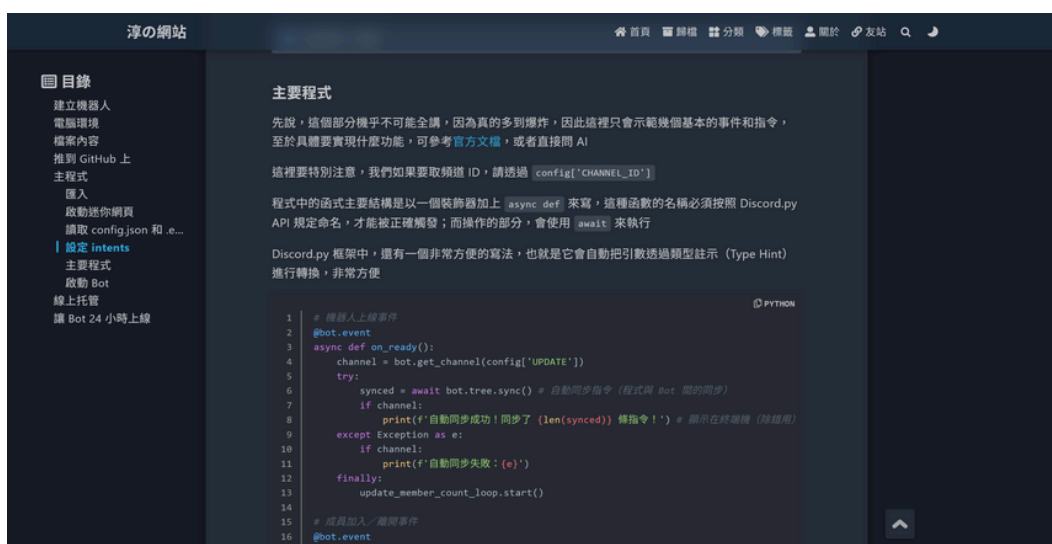 淳の網站
首頁 歸檔 分類 標籤 關於 友站
目錄
建立機器人
電腦環境
檔案內容
推到 GitHub 上
主程式
匯入
啟動迷你網頁
讀取 config.json 和 .e...
設定 intents
主要程式
啟動 Bot
線上托管
讓 Bot 24 小時上線
主要程式
先說，這個部分機乎不可能全講，因為真的多到爆炸，因此這裡只會示範幾個基本的事件和指令，
至於具體要實現什麼功能，可參考官方文檔，或者直接問 AI
這裡要特別注意，我們如果要取頻道 ID，請透過 config['CHANNEL_ID']
程式中的函式主要結構是以一個裝飾器加上 async def 來寫，這種函數的名稱必須按照 Discord.py
API 規定命名，才能被正確觸發；而操作的部分，會使用 await 來執行
Discord.py 框架中，還有一個非常方便的寫法，也就是它會自動把引數透過類型註示（Type Hint）
進行轉換，非常方便
PYTHON
1 # 機器人上線事件
2 @bot.event
3 async def on_ready():
4 channel = bot.get_channel(config['UPDATE'])
5 try:
6 synced = await bot.tree.sync() # 自動同步指令（程式與 Bot 間的同步）
7 if channel:
8 print(f'自動同步成功！同步了 {len(synced)} 條指令！') # 顯示在終端機（除錯用）
9 except Exception as e:
10 if channel:
11 print(f'自動同步失敗：{e}')
12 finally:
13 update_member_count_loop.start()
14
15 # 成員加入／離開事件
16 @bot.event